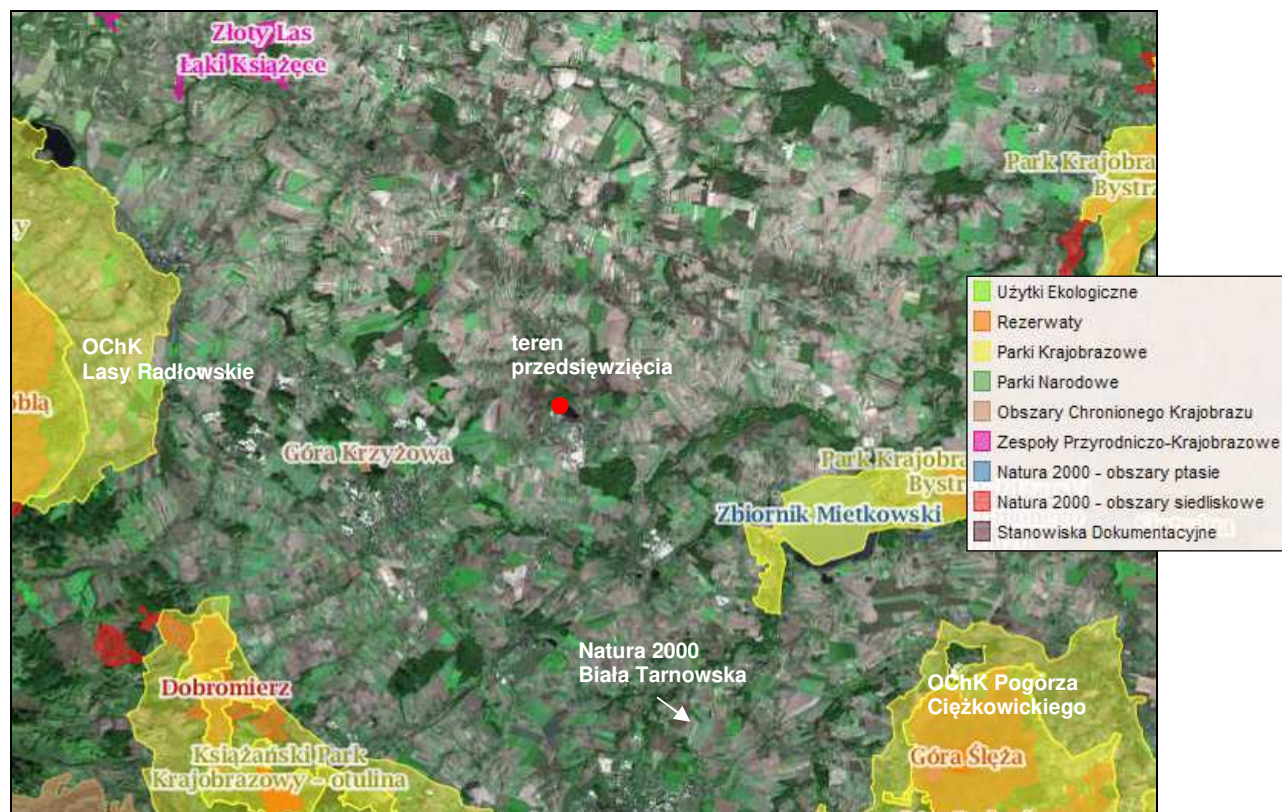 Złoty Las
Łąki Książęce
Park Krajobra
Bystrz
y
OChK
Lasy Radłowskie
oblą
teren
przedsięwzięcia
Góra Krzyżowa
Park Krajobra
Bystr
Zbiornik Mietkowski
Użytki Ekologiczne
Rezerwaty
Parki Krajobrazowe
Parki Narodowe
Obszary Chronionego Krajobrazu
Zespoły Przyrodniczo-Krajobrazowe
Natura 2000 - obszary ptasie
Natura 2000 - obszary siedliskowe
Stanowiska Dokumentacyjne
Natura 2000
Biała Tarnowska
Dobromierz
Książański Park
Krajobrazowy - otulina
OChK Pogórza
Ciężkowickiego
Góra Ślęża